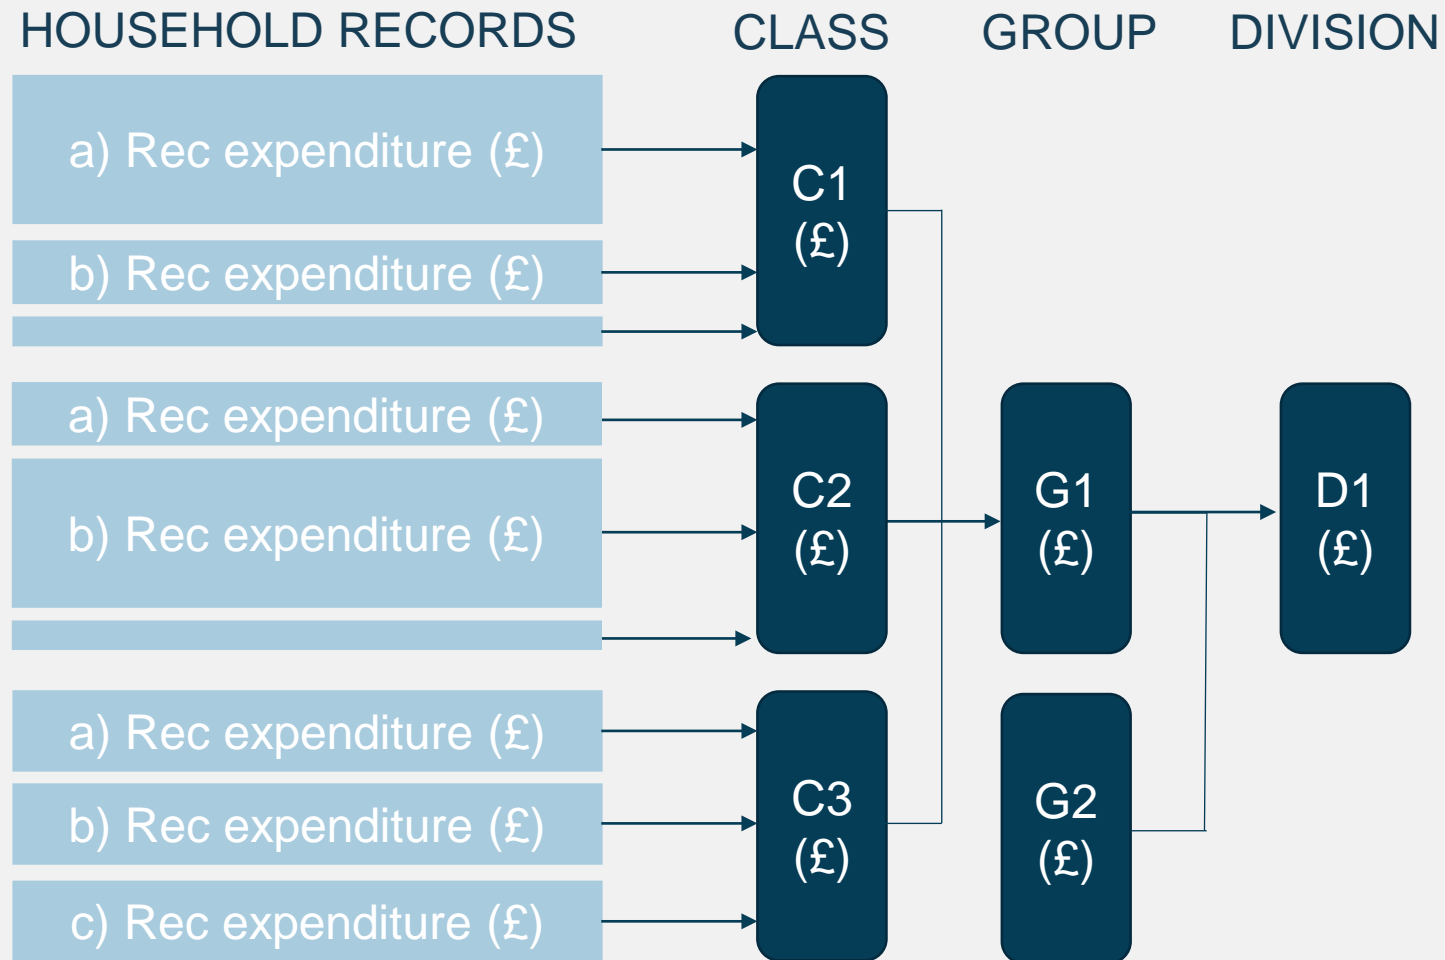 HOUSEHOLD RECORDS CLASS GROUP DIVISION
a) Rec expenditure (£)
b) Rec expenditure (£)
C1
(£)
a) Rec expenditure (£)
b) Rec expenditure (£)
C2
(£)
G1
(£)
D1
(£)
a) Rec expenditure (£)
b) Rec expenditure (£)
c) Rec expenditure (£)
C3
(£)
G2
(£)